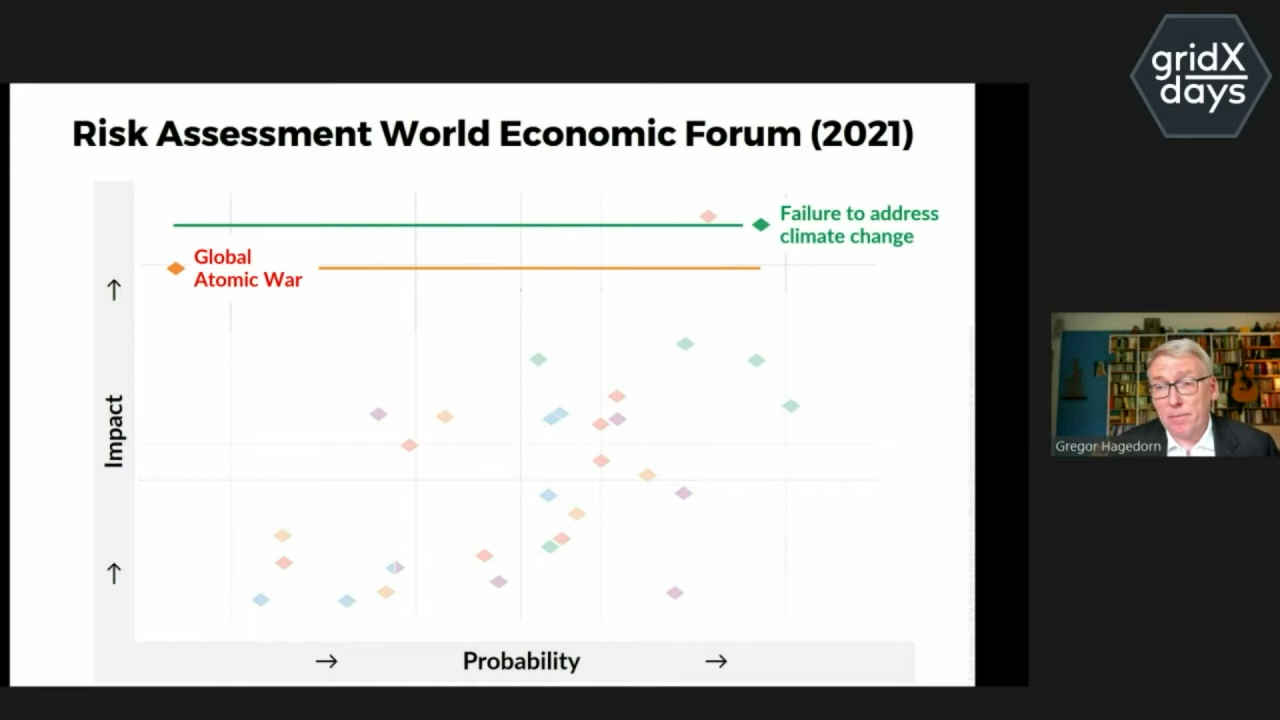 gridX
days
Risk Assessment World Economic Forum (2021)
Failure to address
climate change
Global
Atomic War
Impact
Probability
Gregor Hagedorn